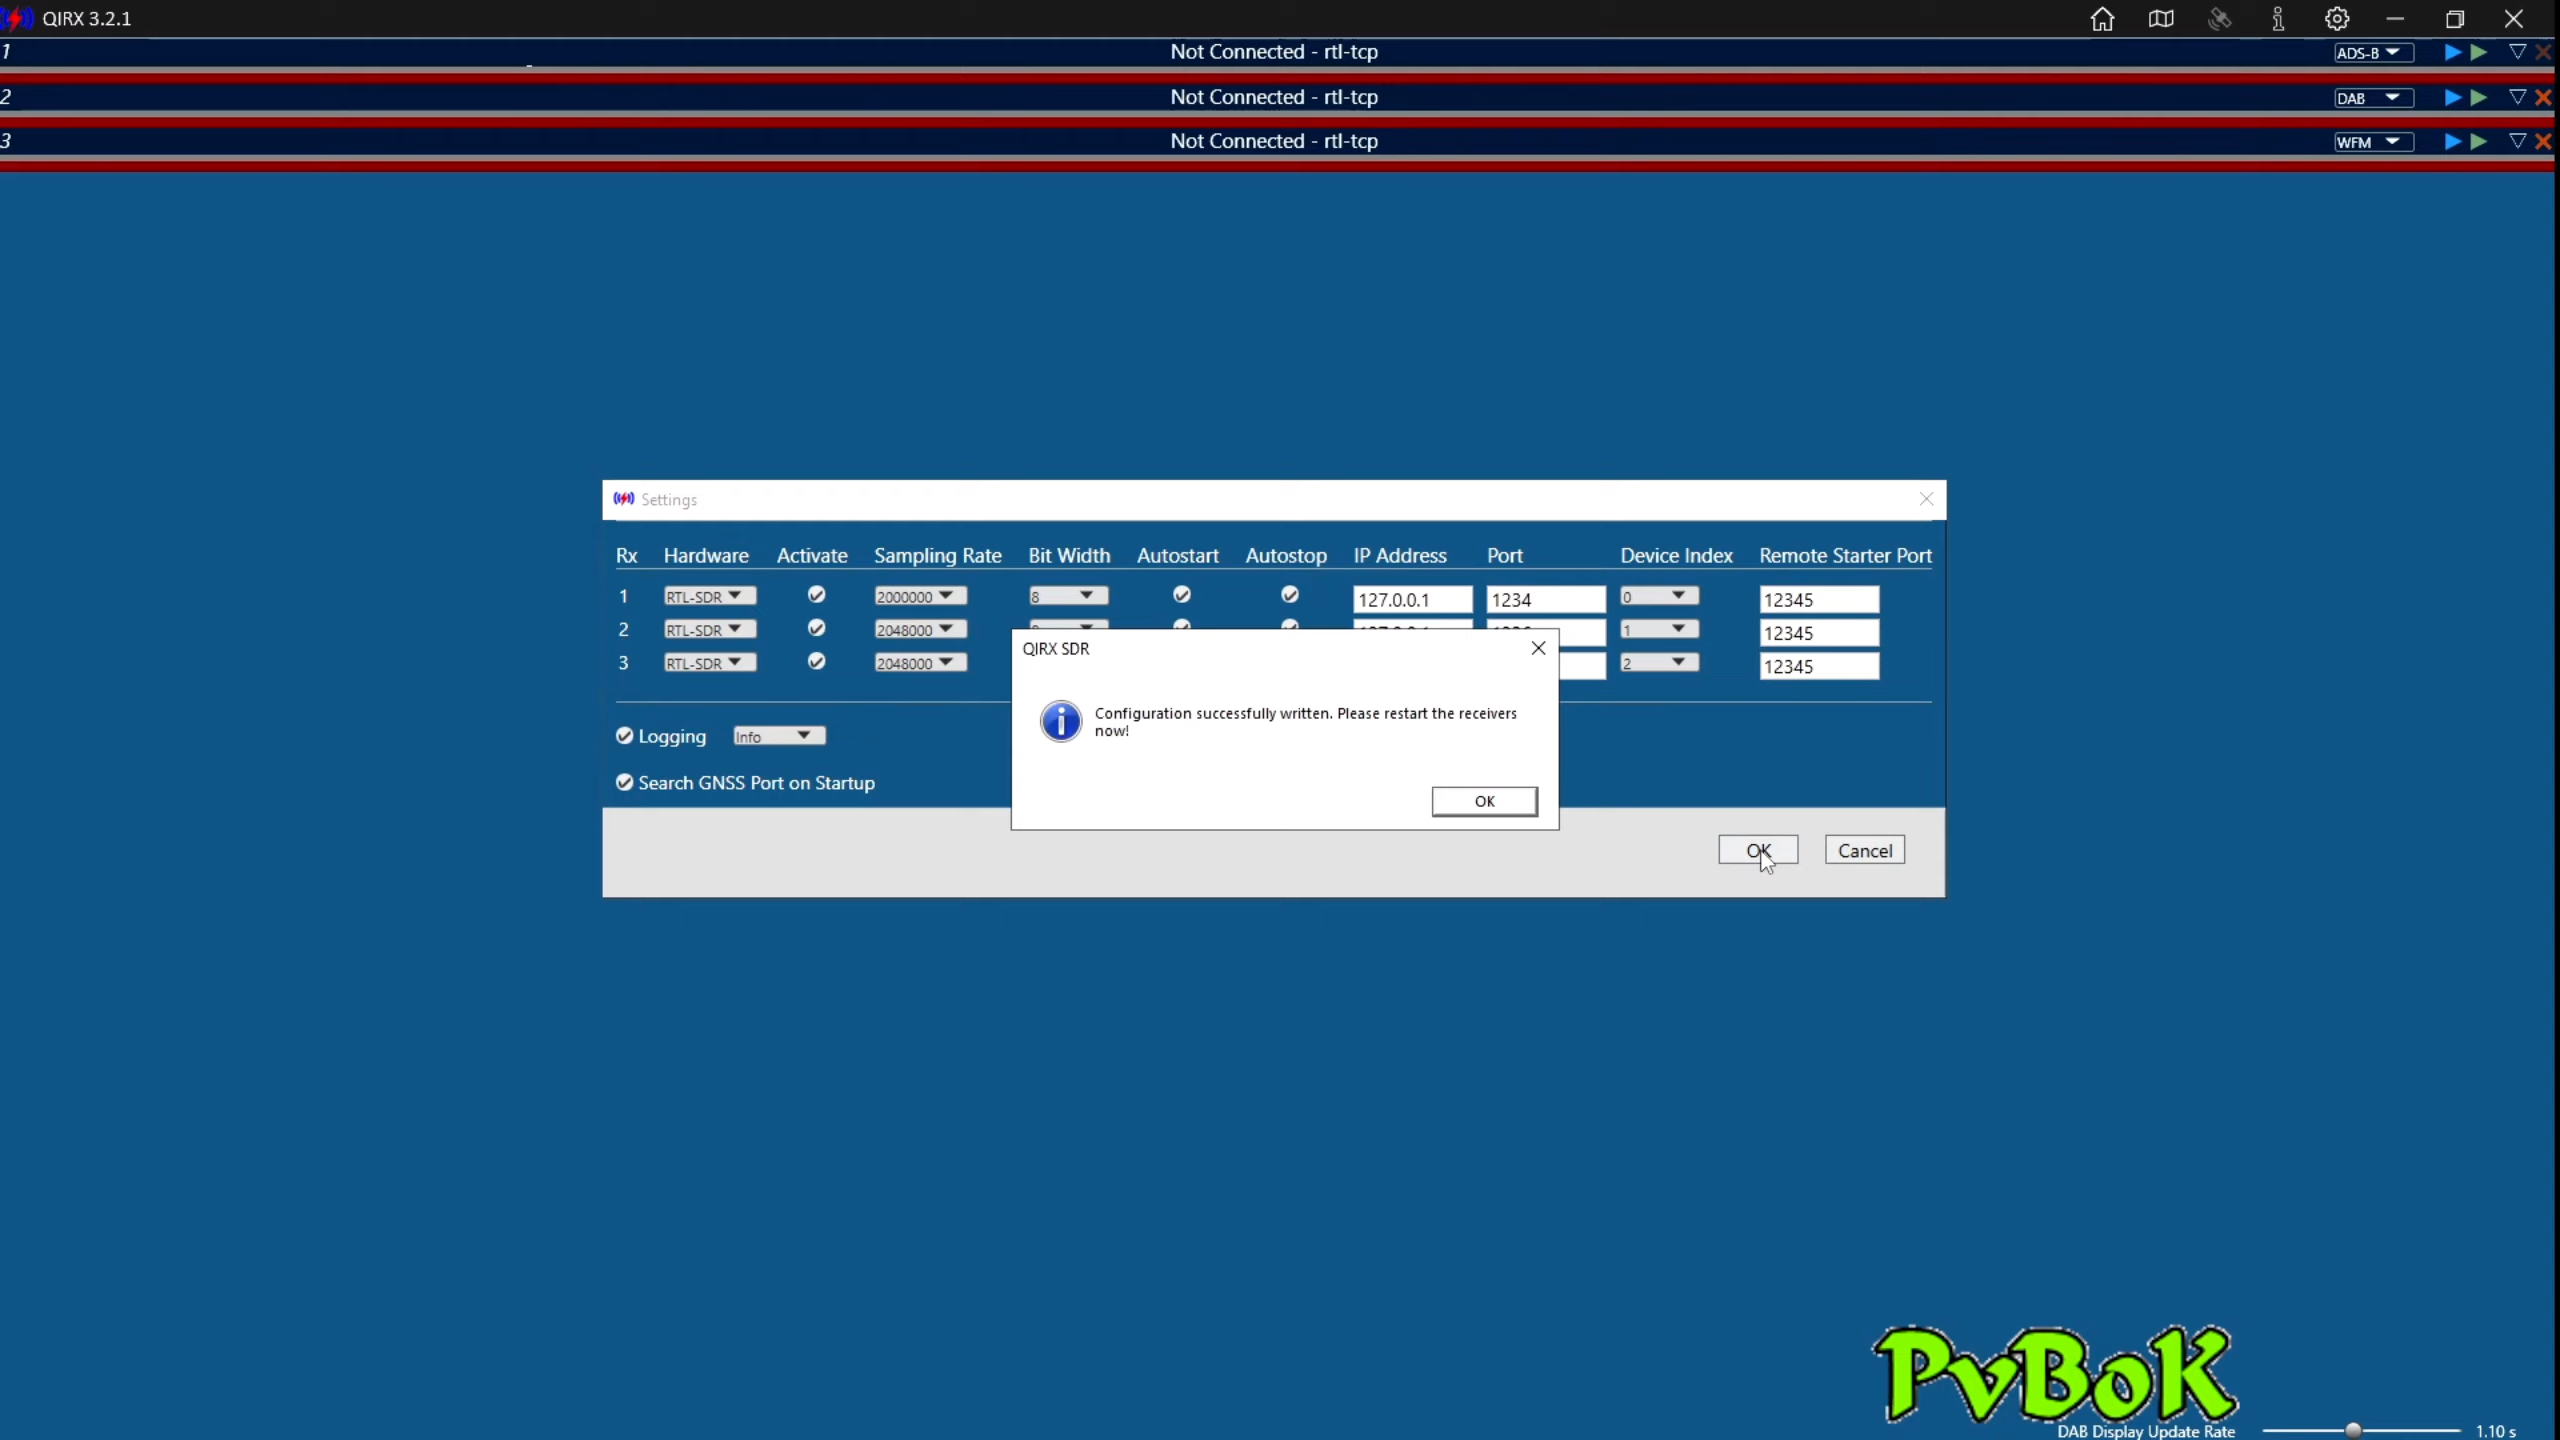 QIRX 3.2.1
1 Not Connected - rtl-tcp ADS-B
2 Not Connected - rtl-tcp DAB
3 Not Connected - rtl-tcp WFM
Settings
Rx Hardware Activate Sampling Rate Bit Width Autostart Autostop IP Address Port Device Index Remote Starter Port
1 RTL-SDR 2000000 8 127.0.0.1 1234 0 12345
2 RTL-SDR 2048000 1 12345
3 RTL-SDR 2048000 2 12345
QIRX SDR
Configuration successfully written. Please restart the receivers
now!
OK
Logging Info
Search GNSS Port on Startup
OK Cancel
PvBoK
DAB Display Update Rate 1.10 s